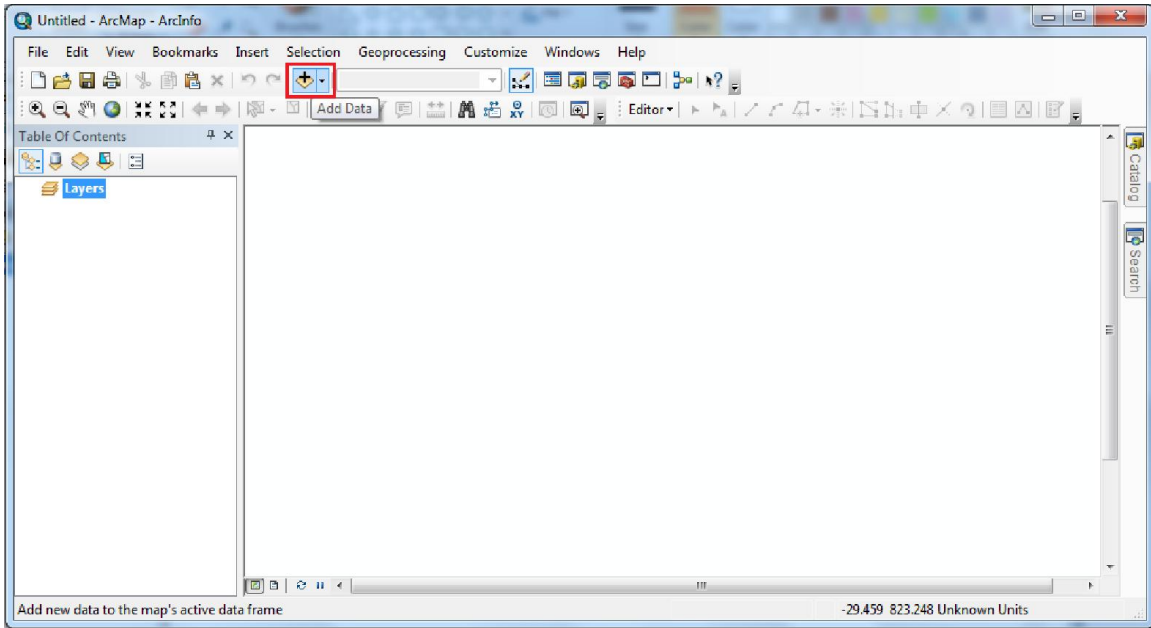 Untitled - ArcMap - ArcInfo
File Edit View Bookmarks Insert Selection Geoprocessing Customize Windows Help
Add Data Editor
Table Of Contents
Layers
Catalog
Search
Add new data to the map's active data frame -29.459 823.248 Unknown Units